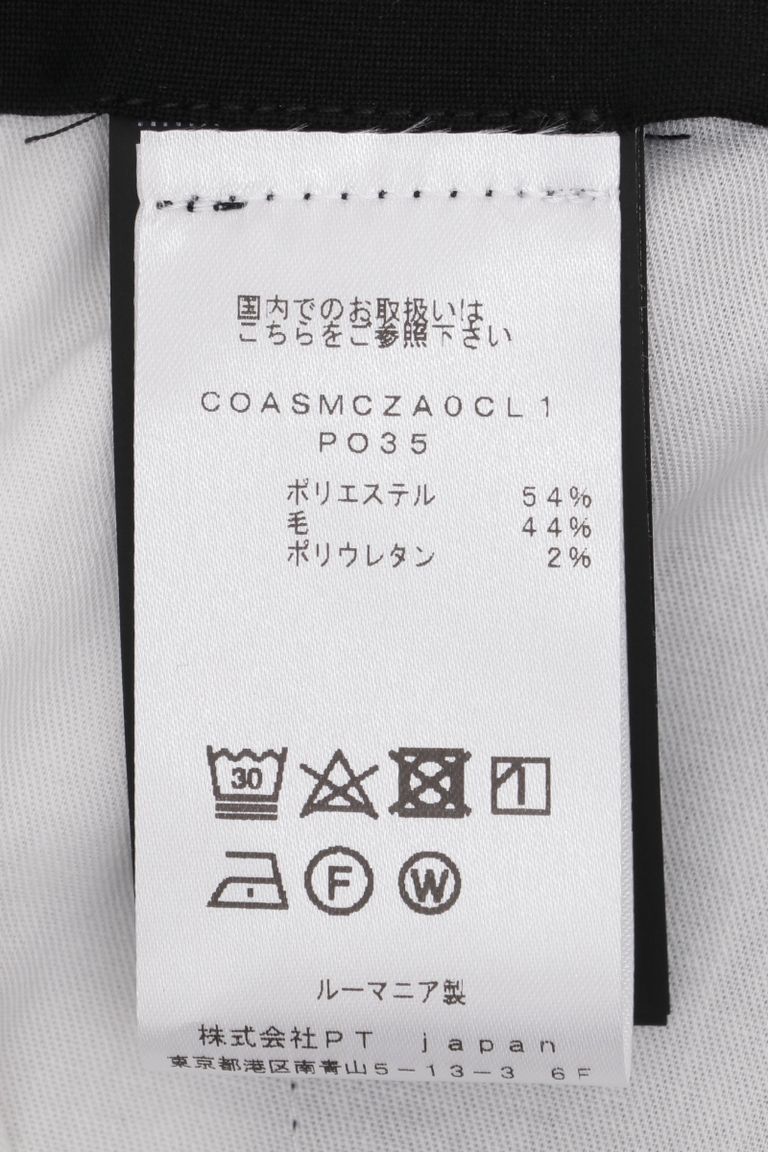 国内でのお取扱いは
こちらをご参照下さい
COASMCZA0CL1
PO35
ポリエステル 54%
毛 44%
ポリウレタン 2%
30
F W
ルーマニア製
株式会社PT japan
東京都港区南青山5-13-3 6F